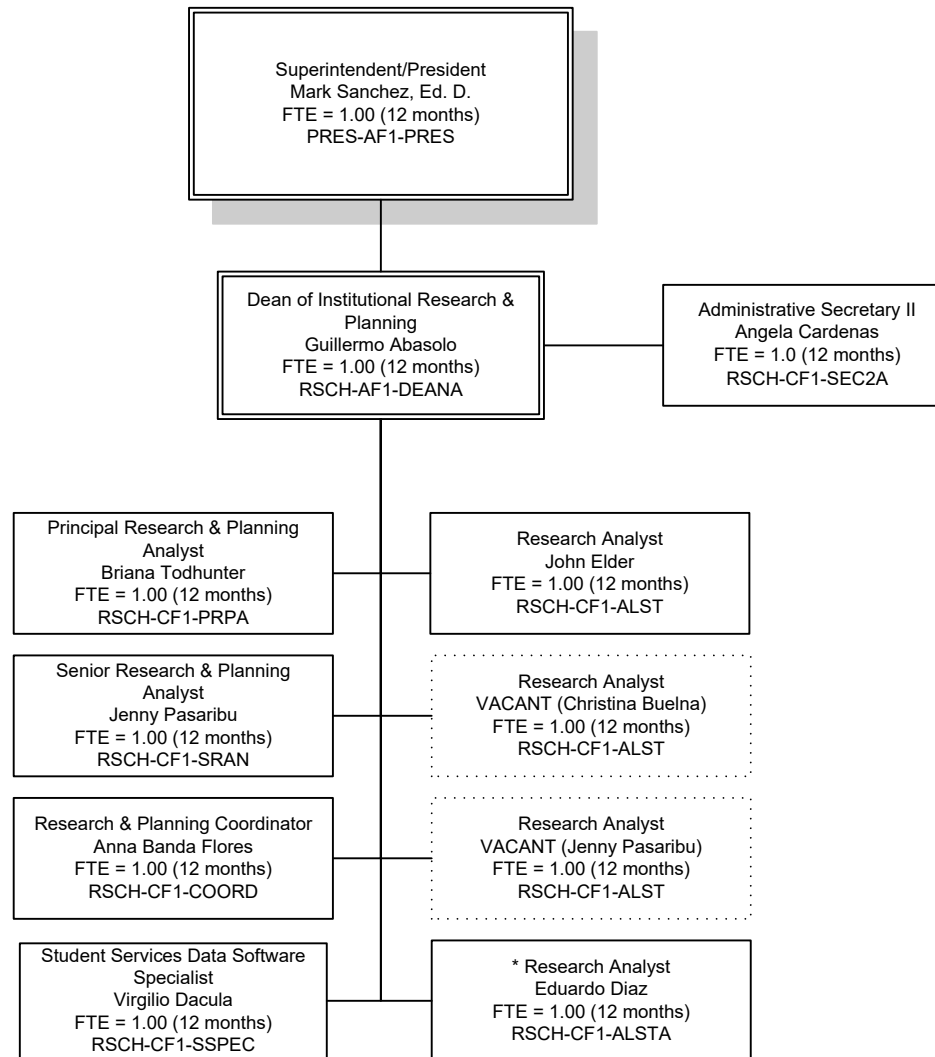 Superintendent/President
Mark Sanchez, Ed. D.
FTE = 1.00 (12 months)
PRES-AF1-PRES
Dean of Institutional Research &
Planning
Guillermo Abasolo
FTE = 1.00 (12 months)
RSCH-AF1-DEANA
Administrative Secretary II
Angela Cardenas
FTE = 1.0 (12 months)
RSCH-CF1-SEC2A
Principal Research & Planning
Analyst
Briana Todhunter
FTE = 1.00 (12 months)
RSCH-CF1-PRPA
Research Analyst
John Elder
FTE = 1.00 (12 months)
RSCH-CF1-ALST
Senior Research & Planning
Analyst
Jenny Pasaribu
FTE = 1.00 (12 months)
RSCH-CF1-SRAN
Research Analyst
VACANT (Christina Buelna)
FTE = 1.00 (12 months)
RSCH-CF1-ALST
Research & Planning Coordinator
Anna Banda Flores
FTE = 1.00 (12 months)
RSCH-CF1-COORD
Research Analyst
VACANT (Jenny Pasaribu)
FTE = 1.00 (12 months)
RSCH-CF1-ALST
Student Services Data Software
Specialist
Virgilio Dacula
FTE = 1.00 (12 months)
RSCH-CF1-SSPEC
* Research Analyst
Eduardo Diaz
FTE = 1.00 (12 months)
RSCH-CF1-ALSTA